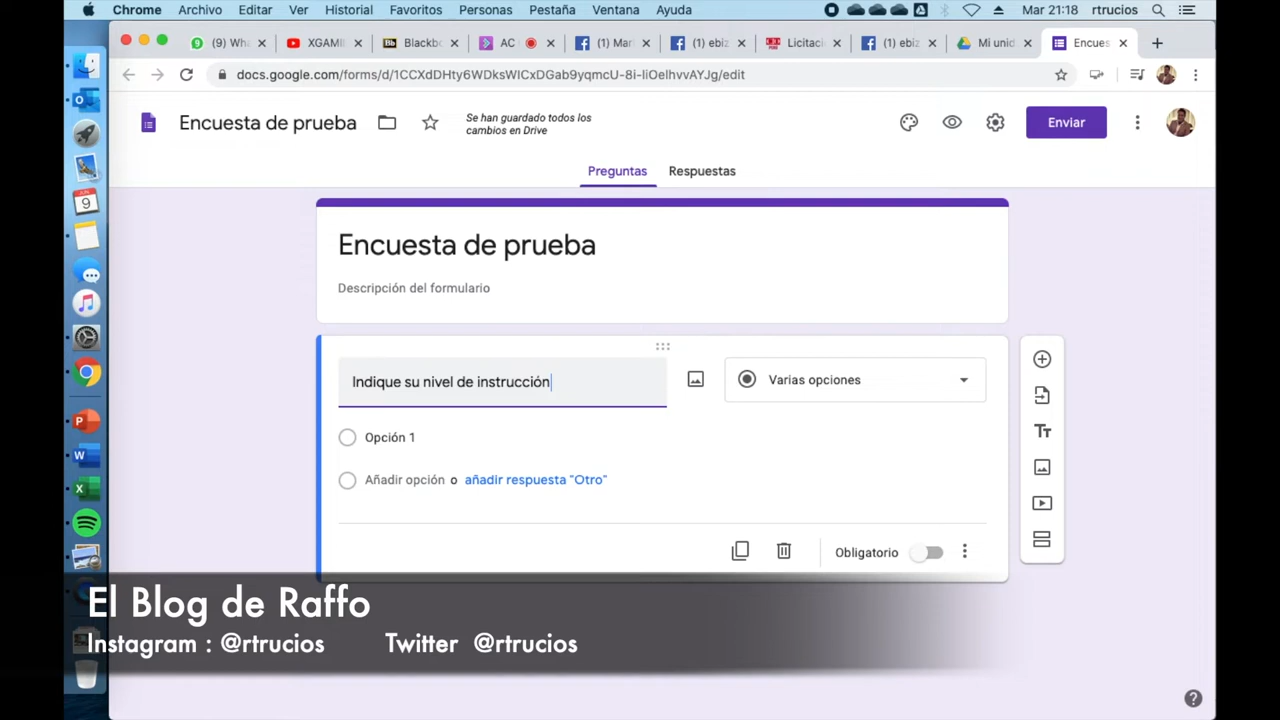 Chrome Archivo Editar Ver Historial Favoritos Personas Pestaña Ventana Ayuda Mar 21:18 rtrucios
(9) Wha XGAMI Bb Blackbo AC (1) Mar (1) ebiz Licitaci (1) ebiz Mi unid Encues
docs.google.com/forms/d/1CCXdDHty6WDksWlCxDGab9yqmcU-8i-liOelhvvAYJg/edit
Encuesta de prueba
Se han guardado todos los
cambios en Drive
Enviar
Preguntas Respuestas
Encuesta de prueba
Descripción del formulario
Indique su nivel de instrucción
Varias opciones
Opción 1
Añadir opción o añadir respuesta "Otro"
Obligatorio
El Blog de Raffo
Instagram : @rtrucios Twitter @rtrucios